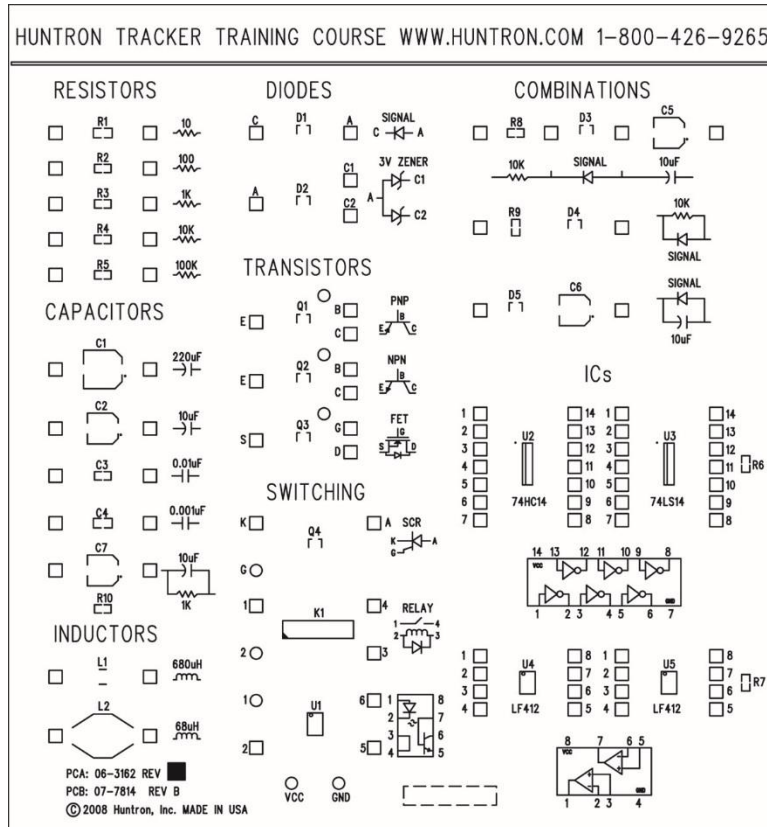 HUNTRON TRACKER TRAINING COURSE WWW.HUNTRON.COM 1-800-426-9265
RESISTORS
R1 10
R2 100
R3 1K
R4 10K
R5 100K
CAPACITORS
C1 220uF
C2 10uF
C3 0.01uF
C4 0.001uF
C7 10uF
R10 1K
INDUCTORS
L1 680uH
L2 68uH
PCA: 06-3162 REV
PCB: 07-7814 REV B
© 2008 Huntron, Inc. MADE IN USA
DIODES
C D1 A SIGNAL
C A
A D2 C1 C2 3V ZENER
A C1
C2
TRANSISTORS
E Q1 B C PNP
B
E C
E Q2 B C NPN
B
E C
S Q3 G D FET
G
S D
SWITCHING
K Q4 A SCR
G K A
G
1 K1 4 RELAY
2 3 1 4
2 3
1 U1 6 1 8
2 7
3 6
2 5 4 5
VCC GND
COMBINATIONS
R8 D3 C5
10K SIGNAL 10uF
R9 D4 10K
SIGNAL
D5 C6 SIGNAL
10uF
ICs
1 14 1 14
2 13 2 13
3 U2 12 3 U3 12
4 11 4 11 R6
5 10 5 10
6 9 6 9
7 74HC14 8 7 74LS14 8
14 13 12 11 10 9 8
VCC
GND
1 2 3 4 5 6 7
1 8 1 8
2 U4 7 2 U5 7 R7
3 6 3 6
4 LF412 5 4 LF412 5
8 7 6 5
VCC
GND
1 2 3 4